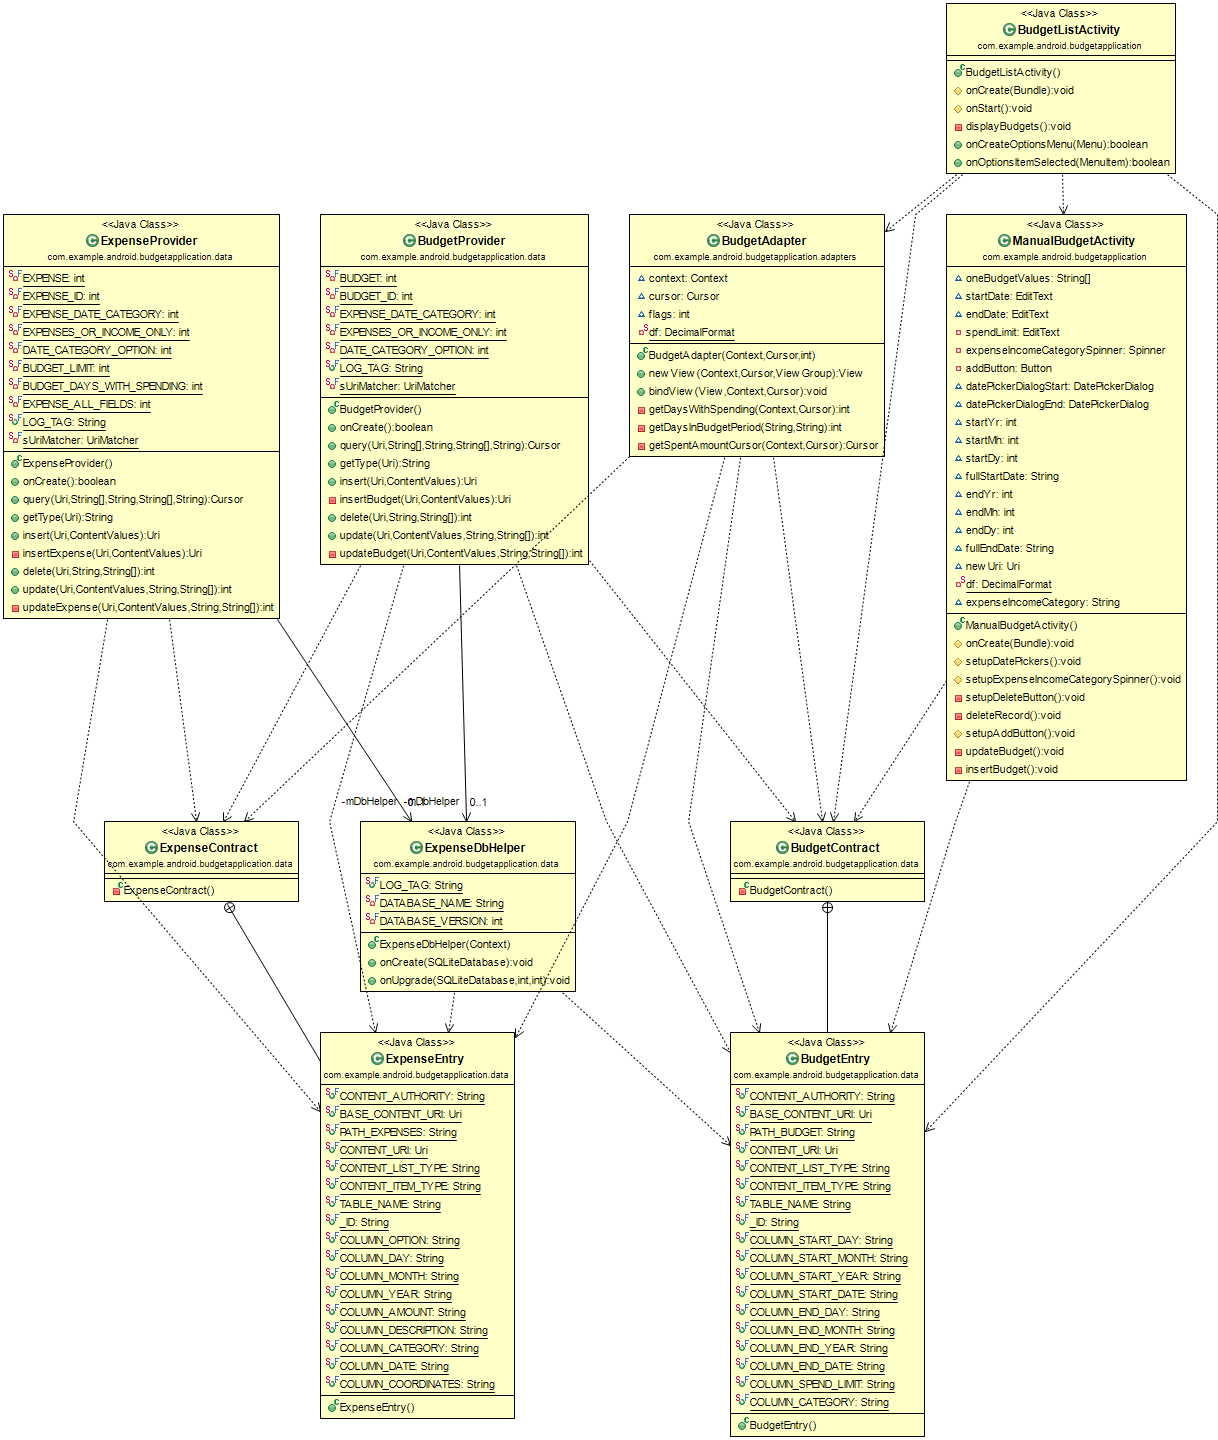 <<Java Class>>
BudgetListActivity
com.example.android.budgetapplication
BudgetListActivity()
onCreate(Bundle):void
onStart():void
displayBudgets():void
onCreateOptionsMenu(Menu):boolean
onOptionsItemSelected(MenuItem):boolean
<<Java Class>>
ExpenseProvider
com.example.android.budgetapplication.data
EXPENSE: int
EXPENSE_ID: int
EXPENSE_DATE_CATEGORY: int
EXPENSES_OR_INCOME_ONLY: int
DATE_CATEGORY_OPTION: int
BUDGET_LIMIT: int
BUDGET_DAYS_WITH_SPENDING: int
EXPENSE_ALL_FIELDS: int
LOG_TAG: String
sUriMatcher: UriMatcher
ExpenseProvider()
onCreate():boolean
query(Uri,String[],String,String[],String):Cursor
getType(Uri):String
insert(Uri,ContentValues):Uri
insertExpense(Uri,ContentValues):Uri
delete(Uri,String,String[]):int
update(Uri,ContentValues,String,String[]):int
updateExpense(Uri,ContentValues,String,String[]):int
<<Java Class>>
BudgetProvider
com.example.android.budgetapplication.data
BUDGET: int
BUDGET_ID: int
EXPENSE_DATE_CATEGORY: int
EXPENSES_OR_INCOME_ONLY: int
DATE_CATEGORY_OPTION: int
LOG_TAG: String
sUriMatcher: UriMatcher
BudgetProvider()
onCreate():boolean
query(Uri,String[],String,String[],String):Cursor
getType(Uri):String
insert(Uri,ContentValues):Uri
insertBudget(Uri,ContentValues):Uri
delete(Uri,String,String[]):int
update(Uri,ContentValues,String,String[]):int
updateBudget(Uri,ContentValues,String,String[]):int
<<Java Class>>
BudgetAdapter
com.example.android.budgetapplication.adapters
context: Context
cursor: Cursor
flags: int
df: DecimalFormat
BudgetAdapter(Context,Cursor,int)
newView(Context,Cursor,ViewGroup):View
bindView(View,Context,Cursor):void
getDaysWithSpending(Context,Cursor):int
getDaysInBudgetPeriod(String,String):int
getSpentAmountCursor(Context,Cursor):Cursor
<<Java Class>>
ManualBudgetActivity
com.example.android.budgetapplication
oneBudgetValues: String[]
startDate: EditText
endDate: EditText
spendLimit: EditText
expenseIncomeCategorySpinner: Spinner
addButton: Button
datePickerDialogStart: DatePickerDialog
datePickerDialogEnd: DatePickerDialog
startYr: int
startMh: int
startDy: int
fullStartDate: String
endYr: int
endMh: int
endDy: int
fullEndDate: String
newUri: Uri
df: DecimalFormat
expenseIncomeCategory: String
ManualBudgetActivity()
onCreate(Bundle):void
setupDatePickers():void
setupExpenseIncomeCategorySpinner():void
setupDeleteButton():void
deleteRecord():void
setupAddButton():void
updateBudget():void
insertBudget():void
-mDbHelper
0..1
-mDbHelper
0..1
<<Java Class>>
ExpenseContract
com.example.android.budgetapplication.data
ExpenseContract()
<<Java Class>>
ExpenseDbHelper
com.example.android.budgetapplication.data
LOG_TAG: String
DATABASE_NAME: String
DATABASE_VERSION: int
ExpenseDbHelper(Context)
onCreate(SQLiteDatabase):void
onUpgrade(SQLiteDatabase,int,int):void
<<Java Class>>
BudgetContract
com.example.android.budgetapplication.data
BudgetContract()
<<Java Class>>
ExpenseEntry
com.example.android.budgetapplication.data
CONTENT_AUTHORITY: String
BASE_CONTENT_URI: Uri
PATH_EXPENSES: String
CONTENT_URI: Uri
CONTENT_LIST_TYPE: String
CONTENT_ITEM_TYPE: String
TABLE_NAME: String
_ID: String
COLUMN_OPTION: String
COLUMN_DAY: String
COLUMN_MONTH: String
COLUMN_YEAR: String
COLUMN_AMOUNT: String
COLUMN_DESCRIPTION: String
COLUMN_CATEGORY: String
COLUMN_DATE: String
COLUMN_COORDINATES: String
ExpenseEntry()
<<Java Class>>
BudgetEntry
com.example.android.budgetapplication.data
CONTENT_AUTHORITY: String
BASE_CONTENT_URI: Uri
PATH_BUDGET: String
CONTENT_URI: Uri
CONTENT_LIST_TYPE: String
CONTENT_ITEM_TYPE: String
TABLE_NAME: String
_ID: String
COLUMN_START_DAY: String
COLUMN_START_MONTH: String
COLUMN_START_YEAR: String
COLUMN_START_DATE: String
COLUMN_END_DAY: String
COLUMN_END_MONTH: String
COLUMN_END_YEAR: String
COLUMN_END_DATE: String
COLUMN_SPEND_LIMIT: String
COLUMN_CATEGORY: String
BudgetEntry()